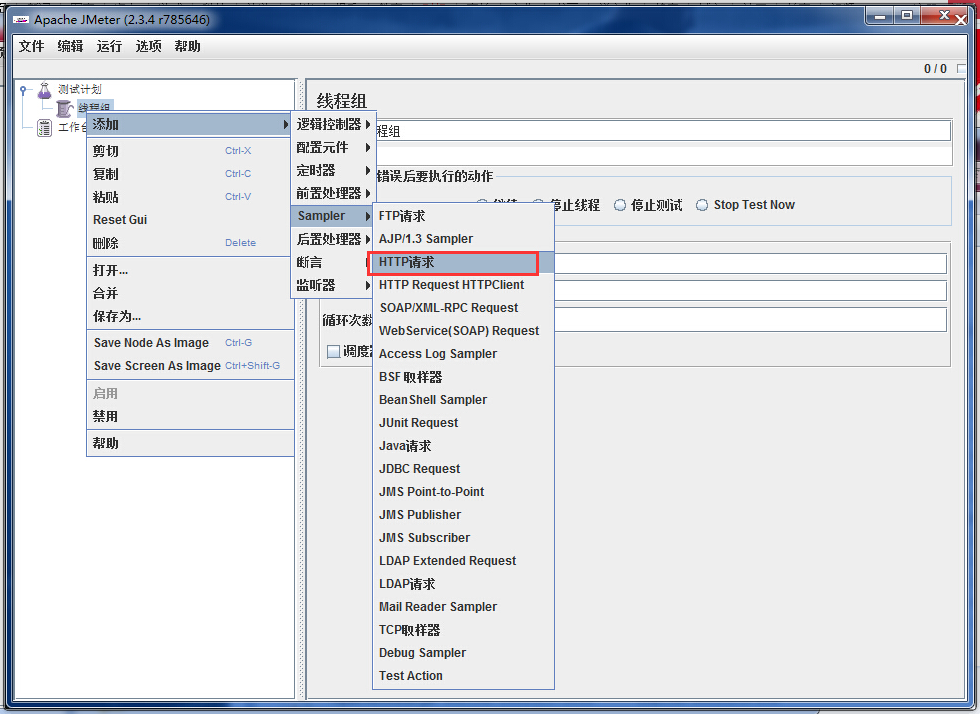 Apache JMeter (2.3.4 r785646)
文件 编辑 运行 选项 帮助
0 / 0
测试计划
线程组
工作台
添加
剪切 Ctrl-X
复制 Ctrl-C
粘贴 Ctrl-V
Reset Gui
删除 Delete
打开...
合并
保存为...
Save Node As Image Ctrl-G
Save Screen As Image Ctrl+Shift-G
启用
禁用
帮助
逻辑控制器
配置元件
定时器
前置处理器
Sampler
后置处理器
断言
监听器
FTP请求
AJP/1.3 Sampler
HTTP请求
HTTP Request HTTPClient
SOAP/XML-RPC Request
WebService(SOAP) Request
Access Log Sampler
BSF 取样器
BeanShell Sampler
JUnit Request
Java请求
JDBC Request
JMS Point-to-Point
JMS Publisher
JMS Subscriber
LDAP Extended Request
LDAP请求
Mail Reader Sampler
TCP取样器
Debug Sampler
Test Action
线程组
程组
错误后要执行的动作
停止线程 停止测试 Stop Test Now
循环次数
调度器